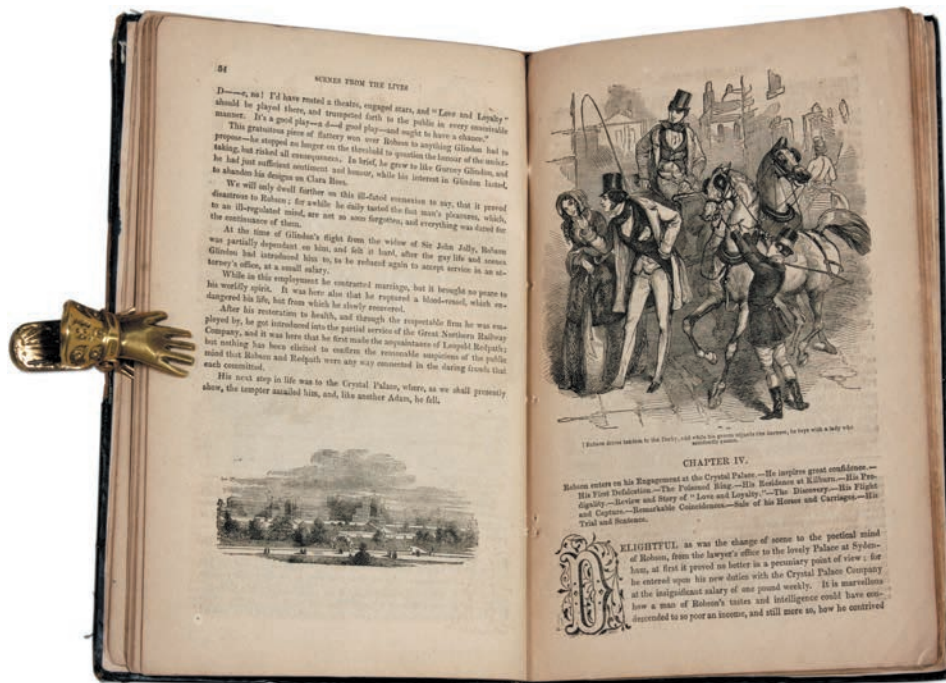 54
SCENES FROM THE LIVES
D——e, no! I'd have rented a theatre, engaged stars, and "Love and Loyalty"
should be played there, and trumpeted forth to the public in every conceivable
manner. It's a good play—a d—d good play—and ought to have a chance."
This gratuitous piece of flattery won over Robson to anything Glindon had to
propose—he stopped no longer on the threshold to question the honour of the under-
taking, but risked all consequences. In brief, he grew to like Gurney Glindon, and
he had just sufficient sentiment and honour, while his interest in Glindon lasted,
to abandon his designs on Clara Bees.
We will only dwell further on this ill-fated connexion to say, that it proved
disastrous to Robson; for awhile he daily tasted the fast man's pleasures, which,
to an ill-regulated mind, are not so soon forgotten, and everything was dared for
the continuance of them.
At the time of Glindon's flight from the widow of Sir John Jolly, Robson
was partially dependant on him, and felt it hard, after the gay life and scenes
Glindon had introduced him to, to be reduced again to accept service in an at-
torney's office, at a small salary.
While in this employment he contracted marriage, but it brought no peace to
his worldly spirit. It was here also that he ruptured a blood-vessel, which en-
dangered his life, but from which he slowly recovered.
After his restoration to health, and through the respectable firm he was em-
ployed by, he got introduced into the partial service of the Great Northern Railway
Company, and it was here that he first made the acquaintance of Leopold Redpath;
but nothing has been elicited to confirm the reasonable suspicions of the public
mind that Robson and Redpath were any way connected in the daring frauds that
each committed.
His next step in life was to the Crystal Palace, where, as we shall presently
show, the tempter assailed him, and, like another Adam, he fell.
Robson drives tandem to the Derby, and while his groom adjusts the harness, he toys with a lady who
accidentally passes.
CHAPTER IV.
Robson enters on his Engagement at the Crystal Palace.—He inspires great confidence.—
His First Defalcation.—The Poisoned Ring.—His Residence at Kilburn.—His Pro-
digality.—Review and Story of "Love and Loyalty."—The Discovery.—His Flight
and Capture.—Remarkable Coincidences.—Sale of his Horses and Carriages.—His
Trial and Sentence.
DELIGHTFUL as was the change of scene to the poetical mind
of Robson, from the lawyer's office to the lovely Palace at Syden-
ham, at first it proved no better in a pecuniary point of view; for
he entered upon his new duties with the Crystal Palace Company
at the insignificant salary of one pound weekly. It is marvellous
how a man of Robson's tastes and intelligence could have con-
descended to so poor an income, and still more so, how he contrived